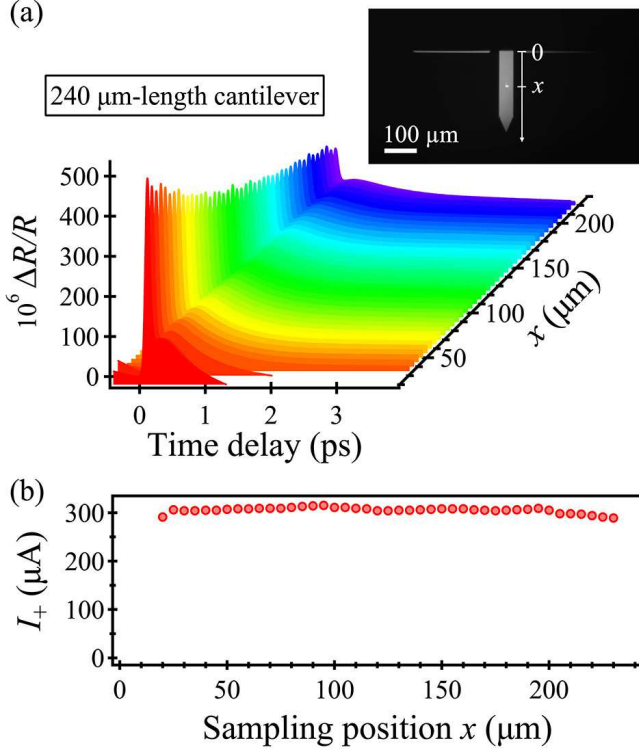 (a)
0
x
100 μm
240 μm-length cantilever
500
400
300
200
100
0
10⁶ ΔR/R
0 1 2 3
Time delay (ps)
50
100
150
200
x (μm)
(b)
300
200
100
0
I₊ (μA)
0 50 100 150 200
Sampling position x (μm)